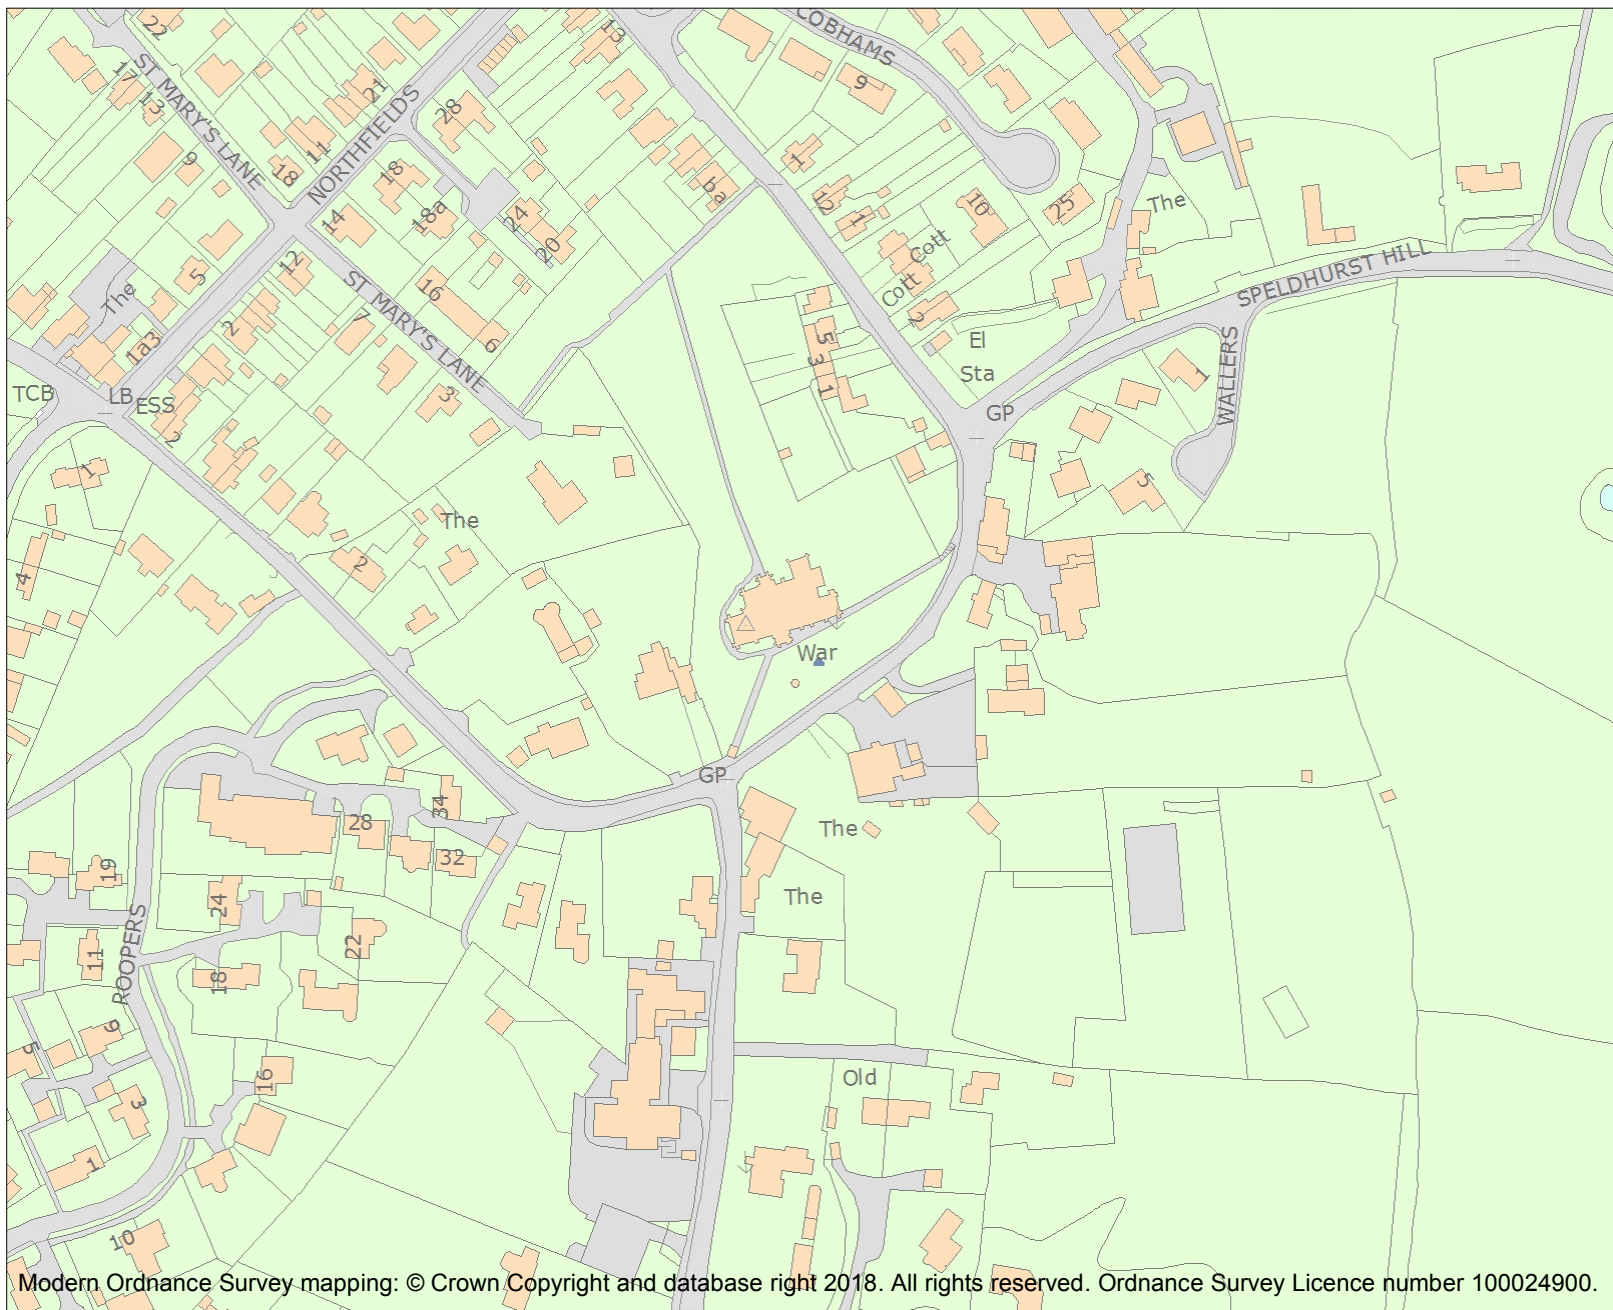 COBHAMS
22
13
ST MARY'S LANE
17
21
9
13
28
NORTHFIELDS
11
1
9
18
18
ba
12
10
25
The
14
18a
24
1
20
Cott
SPELDHURST HILL
12
5
ST MARY'S LANE
16
Cott
The
2
7
2
1a3
6
5
3
1
El
Sta
WALLERS
1
TCB
LB
ESS
3
GP
2
1
5
The
2
4
War
GP
34
28
The
32
19
24
The
22
11
18
ROOPERS
9
5
Old
16
3
1
10
Modern Ordnance Survey mapping: © Crown Copyright and database right 2018. All rights reserved. Ordnance Survey Licence number 100024900.